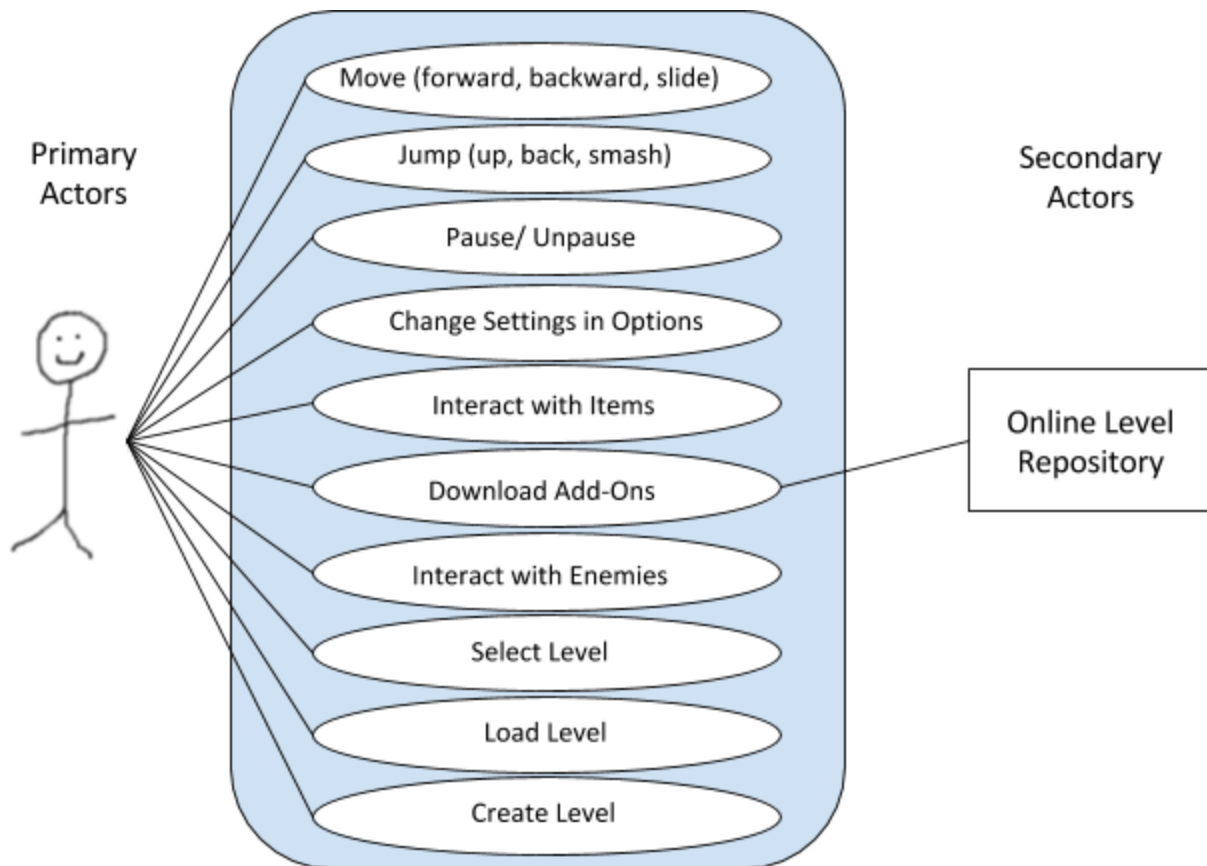 Primary
Actors
Move (forward, backward, slide)
Jump (up, back, smash)
Pause/ Unpause
Change Settings in Options
Interact with Items
Download Add-Ons
Interact with Enemies
Select Level
Load Level
Create Level
Secondary
Actors
Online Level
Repository